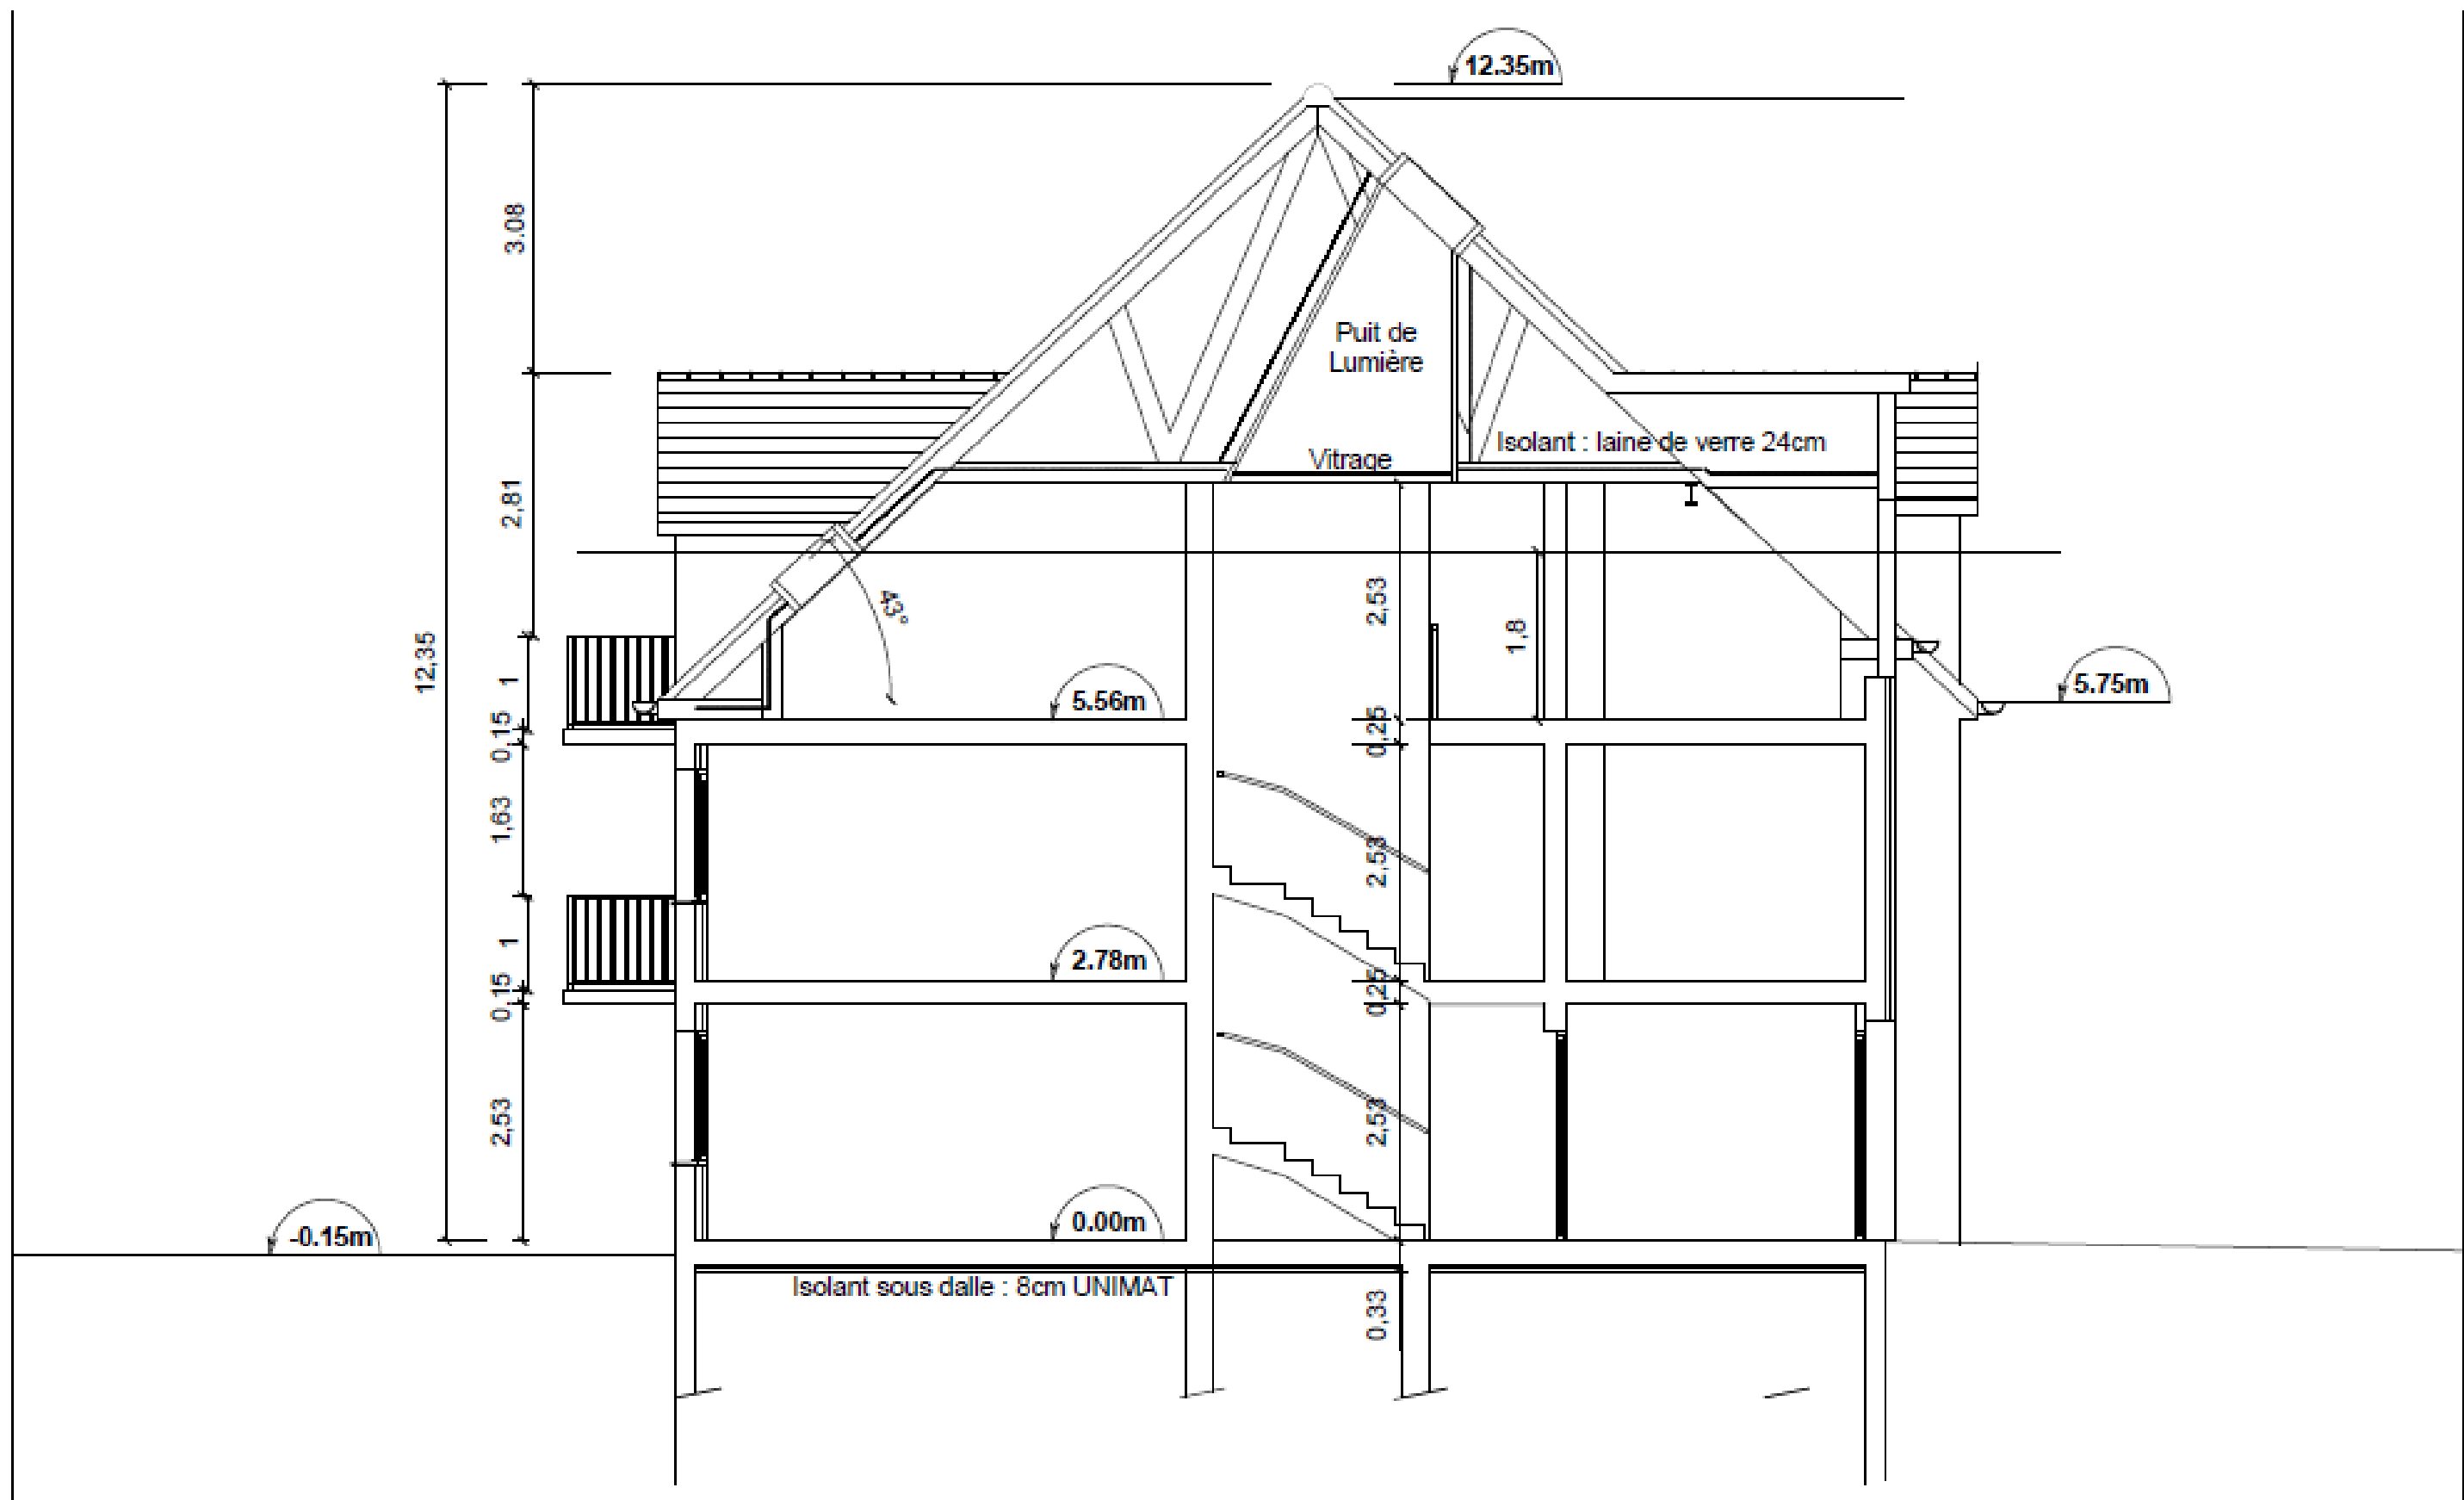 12.35m
3.08
Puit de
Lumière
Isolant : laine de verre 24cm
Vitrage
2,81
43°
2,53
1,8
12,35
1
5.56m
5.75m
0,15
0,25
1,63
2,53
1
2.78m
0,15
0,25
2,53
2,53
-0.15m
0.00m
Isolant sous dalle : 8cm UNIMAT
0,33